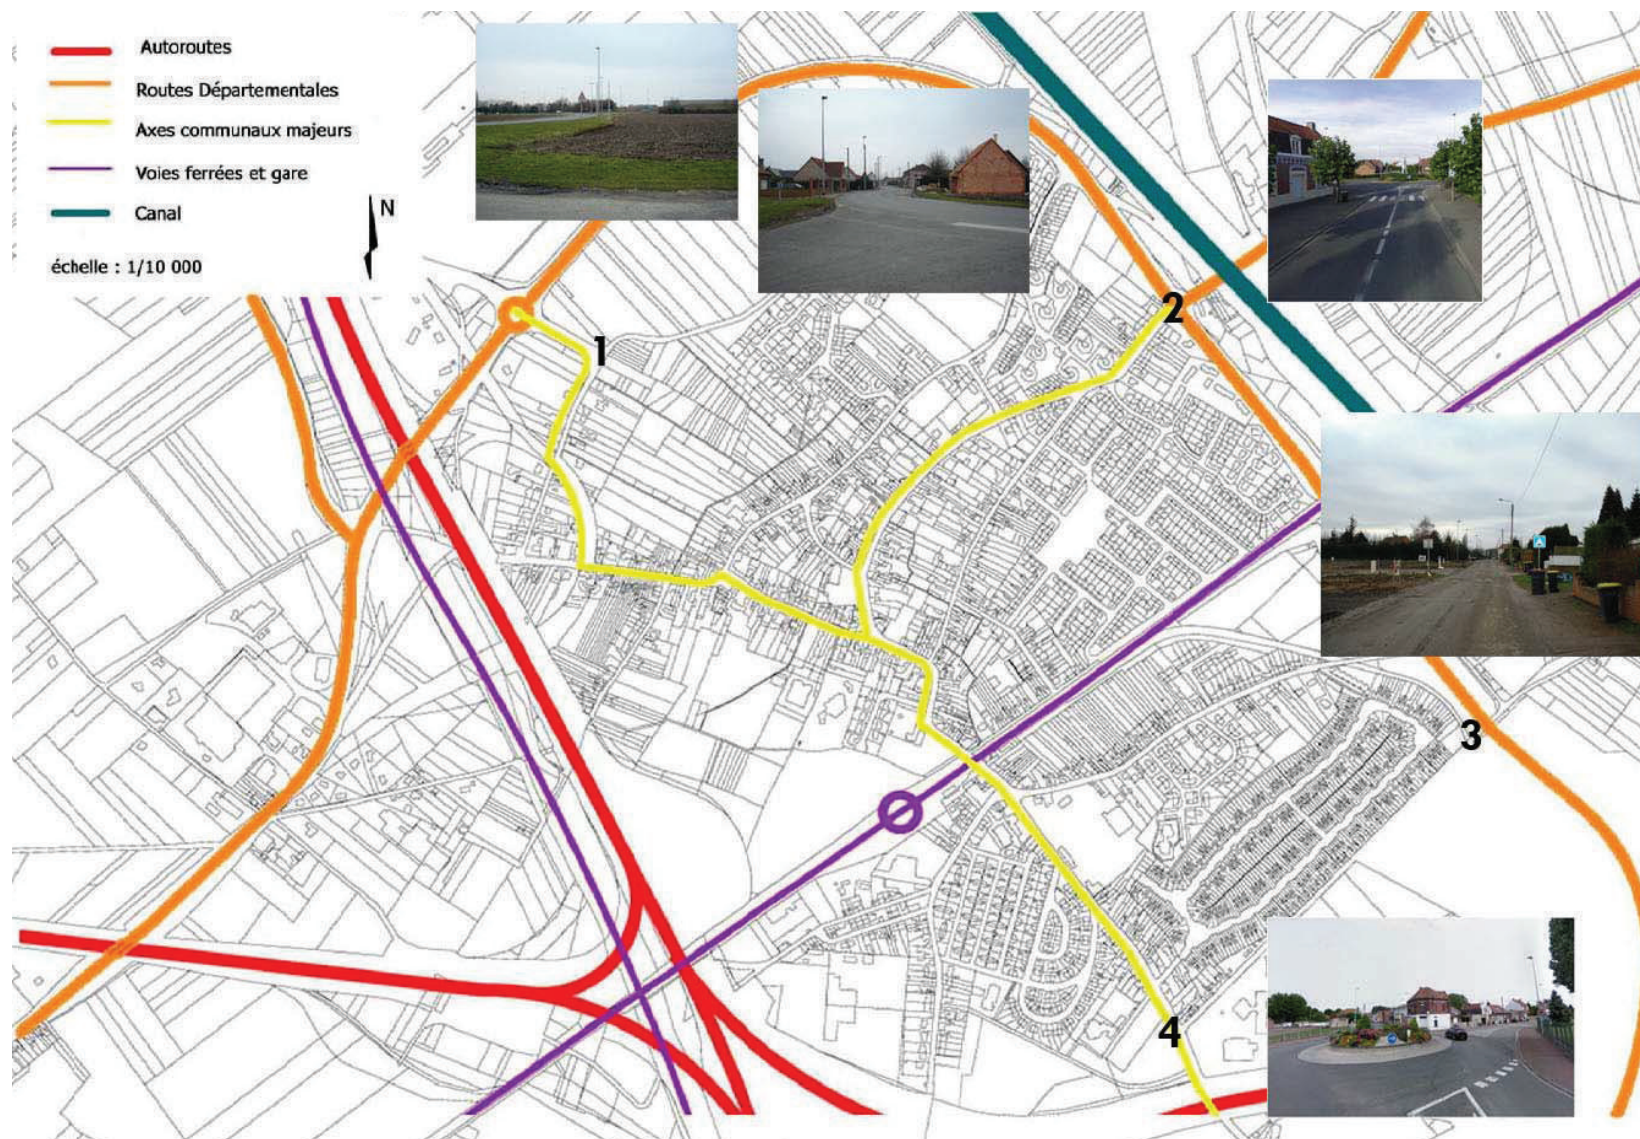 Autoroutes
Routes Départementales
Axes communaux majeurs
Voies ferrées et gare
Canal
N
échelle : 1/10 000
1
2
3
4